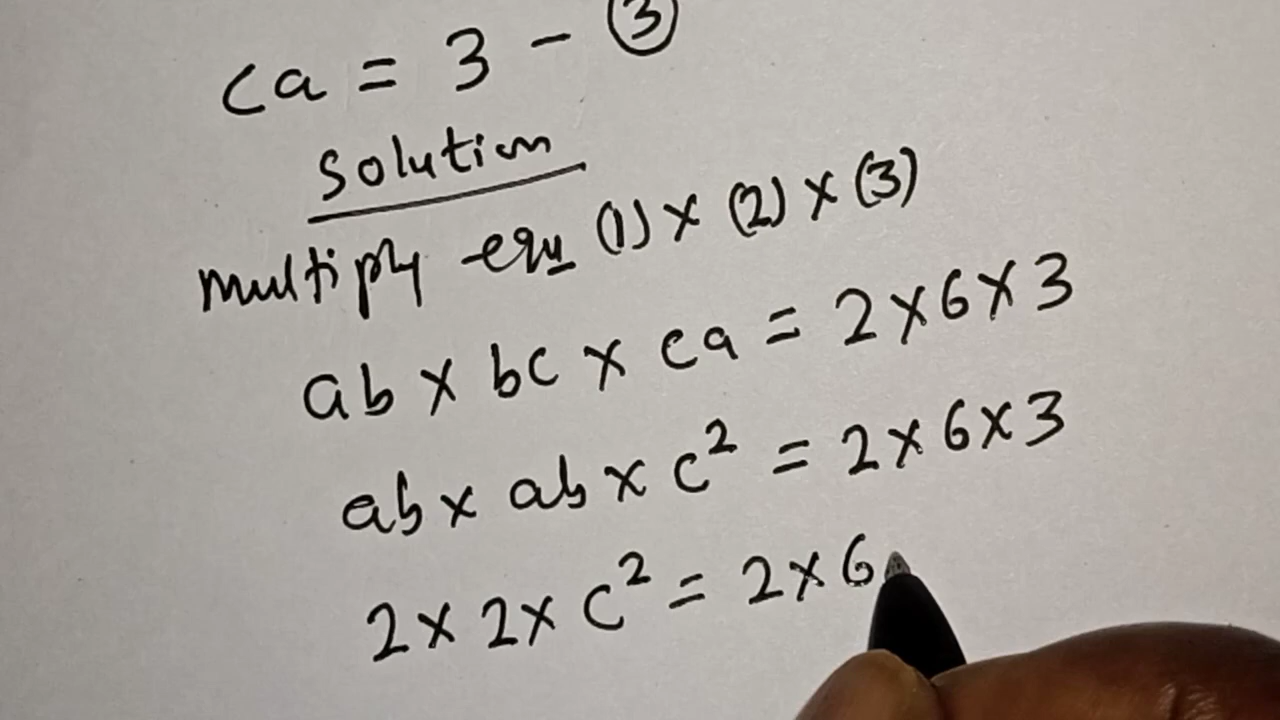 ca = 3 - ③
Solution
Multiply eqn (1) × (2) × (3)
ab × bc × ca = 2×6×3
ab × ab × c² = 2×6×3
2× 2× c² = 2×6